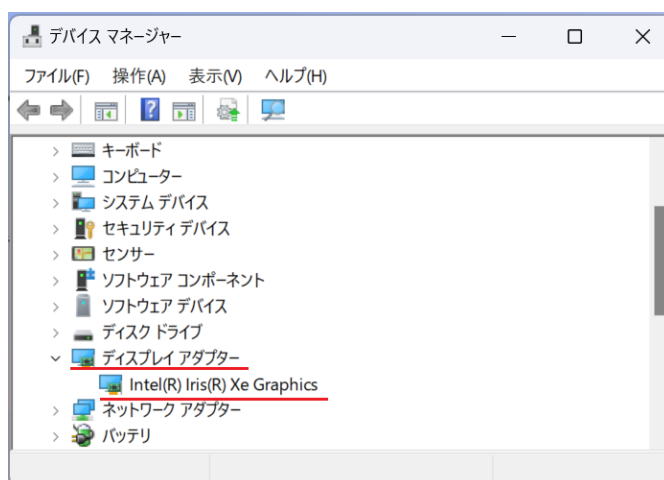 デバイス マネージャー
ファイル(F) 操作(A) 表示(V) ヘルプ(H)
キーボード
コンピューター
システム デバイス
セキュリティ デバイス
センサー
ソフトウェア コンポーネント
ソフトウェア デバイス
ディスク ドライブ
ディスプレイ アダプター
Intel(R) Iris(R) Xe Graphics
ネットワーク アダプター
バッテリ